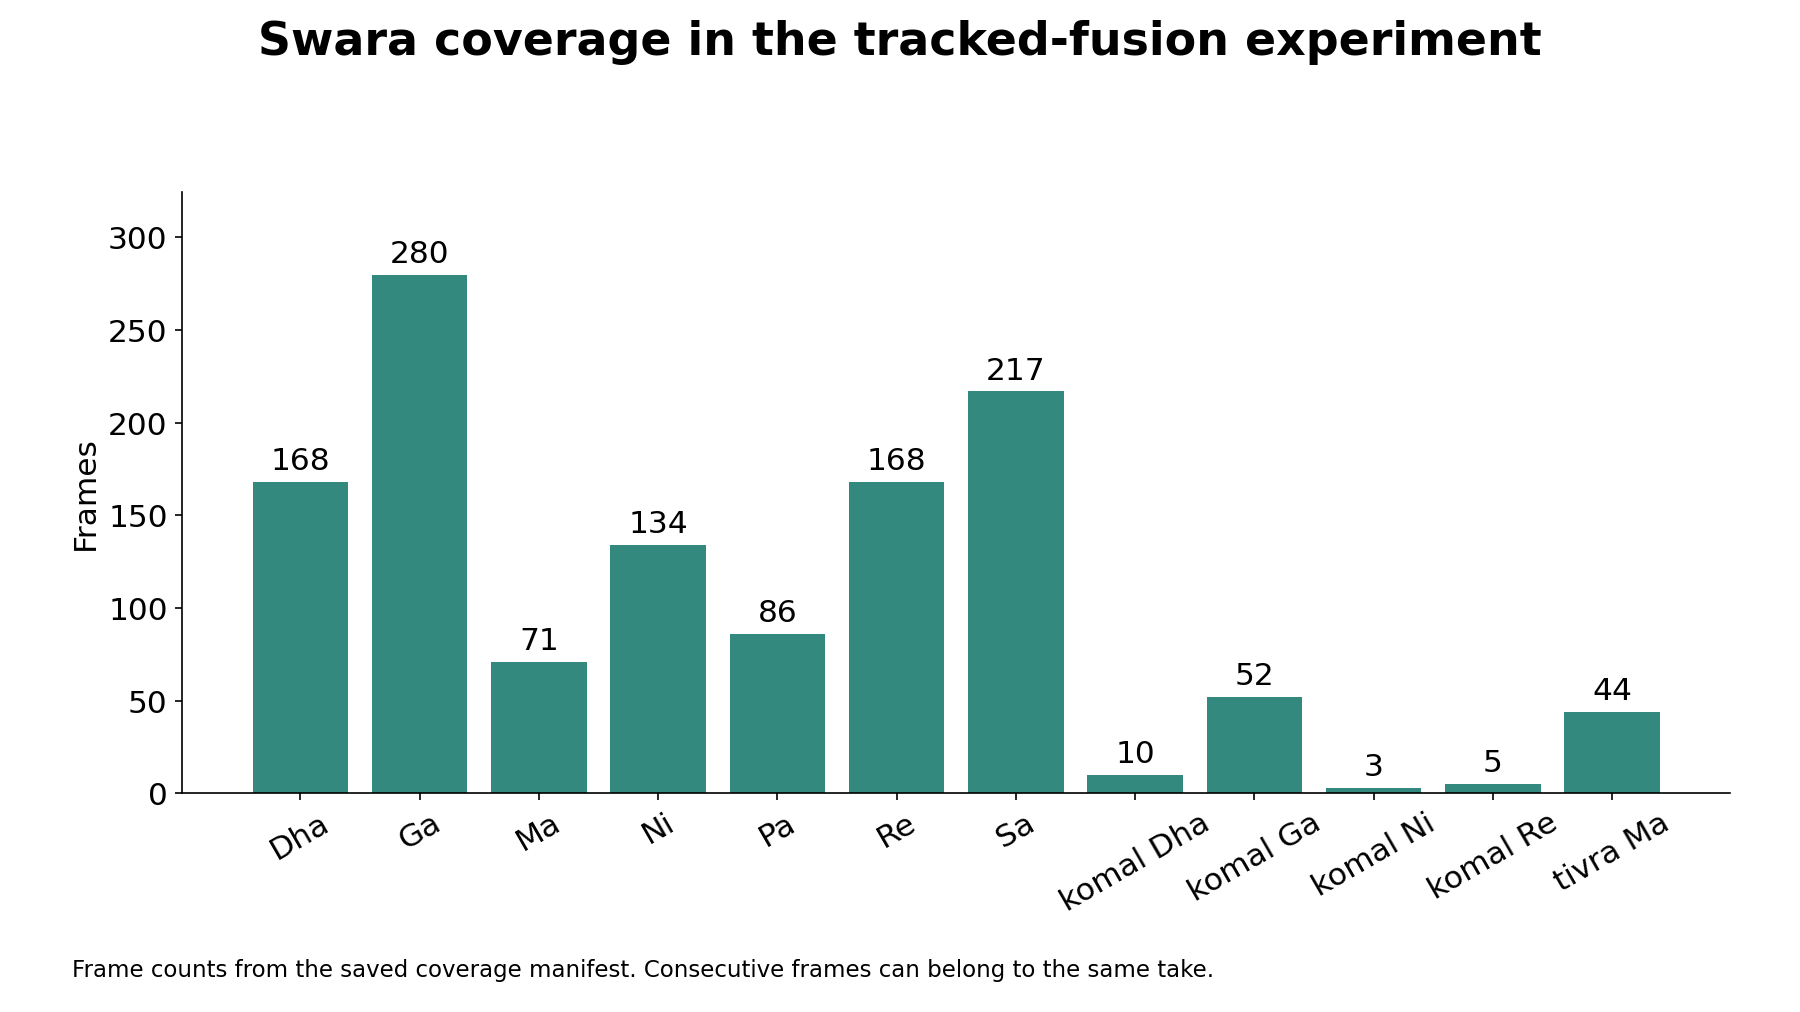 Swara coverage in the tracked-fusion experiment
Frames
300
250
200
150
100
50
0
168
280
71
134
86
168
217
10
52
3
5
44
Dha
Ga
Ma
Ni
Pa
Re
Sa
komal Dha
komal Ga
komal Ni
komal Re
tivra Ma
Frame counts from the saved coverage manifest. Consecutive frames can belong to the same take.